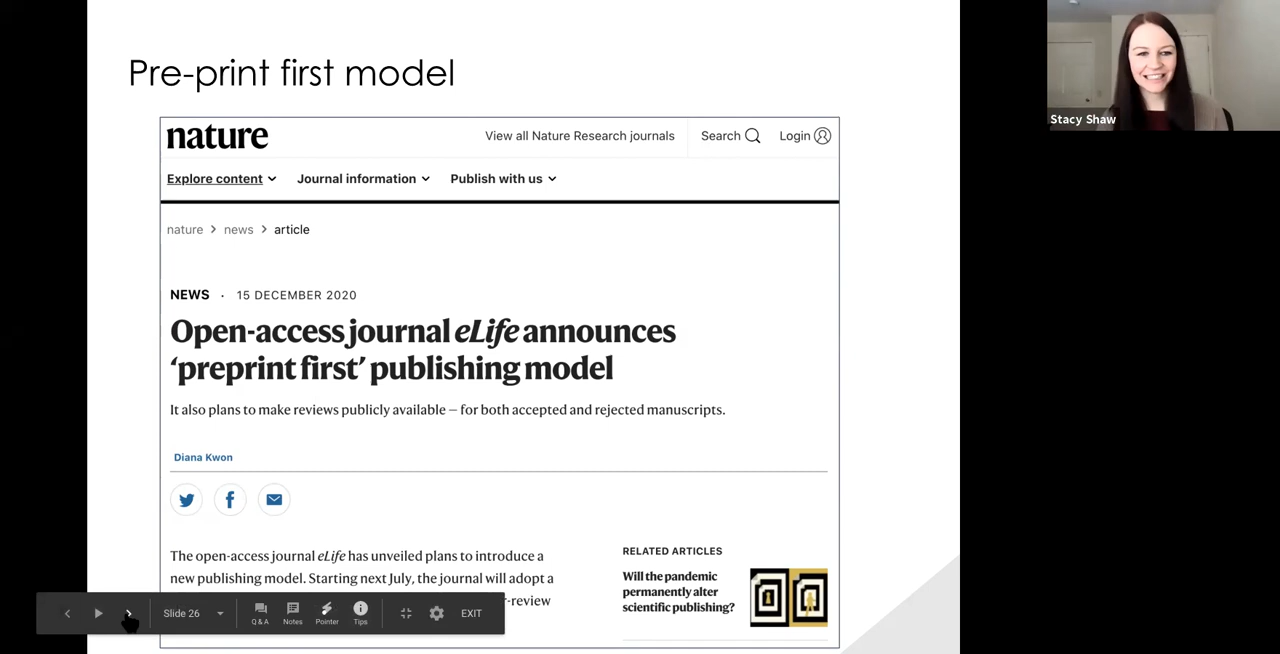 Pre-print first model
Stacy Shaw
nature
View all Nature Research journals
Search
Login
Explore content
Journal information
Publish with us
nature > news > article
NEWS · 15 DECEMBER 2020
Open-access journal eLife announces
‘preprint first’ publishing model
It also plans to make reviews publicly available — for both accepted and rejected manuscripts.
Diana Kwon
The open-access journal eLife has unveiled plans to introduce a
new publishing model. Starting next July, the journal will adopt a
r-review
RELATED ARTICLES
Will the pandemic
permanently alter
scientific publishing?
Slide 26
Q & A
Notes
Pointer
Tips
EXIT